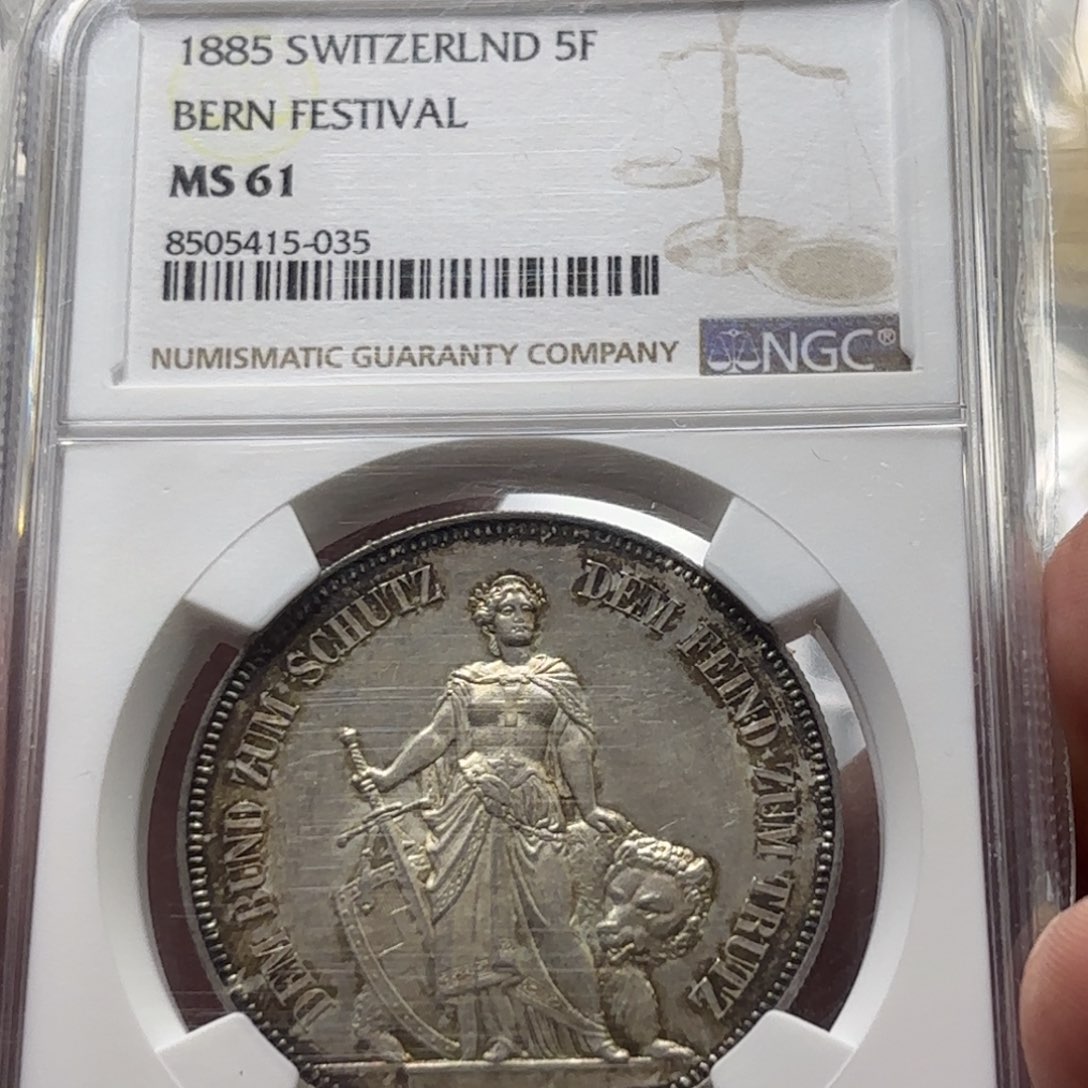 1885 SWITZERLND 5F
BERN FESTIVAL
MS 61
8505415-035
NUMISMATIC GUARANTY COMPANY
NGC®
DEM BUND ZUM·SCHUTZ
DEM FEIND·ZUM TRUTZ